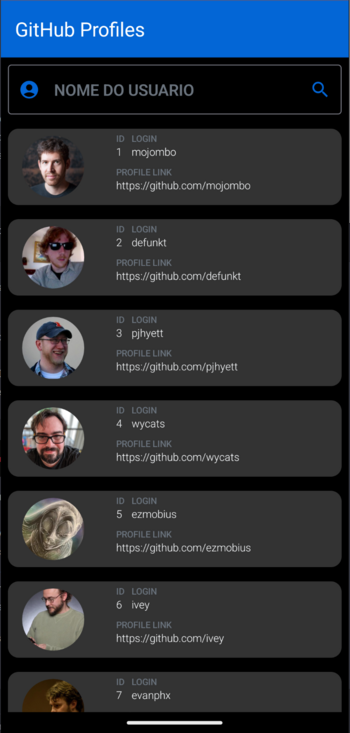 GitHub Profiles
NOME DO USUARIO
ID LOGIN
1 mojombo
PROFILE LINK
https://github.com/mojombo
ID LOGIN
2 defunkt
PROFILE LINK
https://github.com/defunkt
ID LOGIN
3 pjhyett
PROFILE LINK
https://github.com/pjhyett
ID LOGIN
4 wycats
PROFILE LINK
https://github.com/wycats
ID LOGIN
5 ezmobius
PROFILE LINK
https://github.com/ezmobius
ID LOGIN
6 ivey
PROFILE LINK
https://github.com/ivey
ID LOGIN
7 evanphx